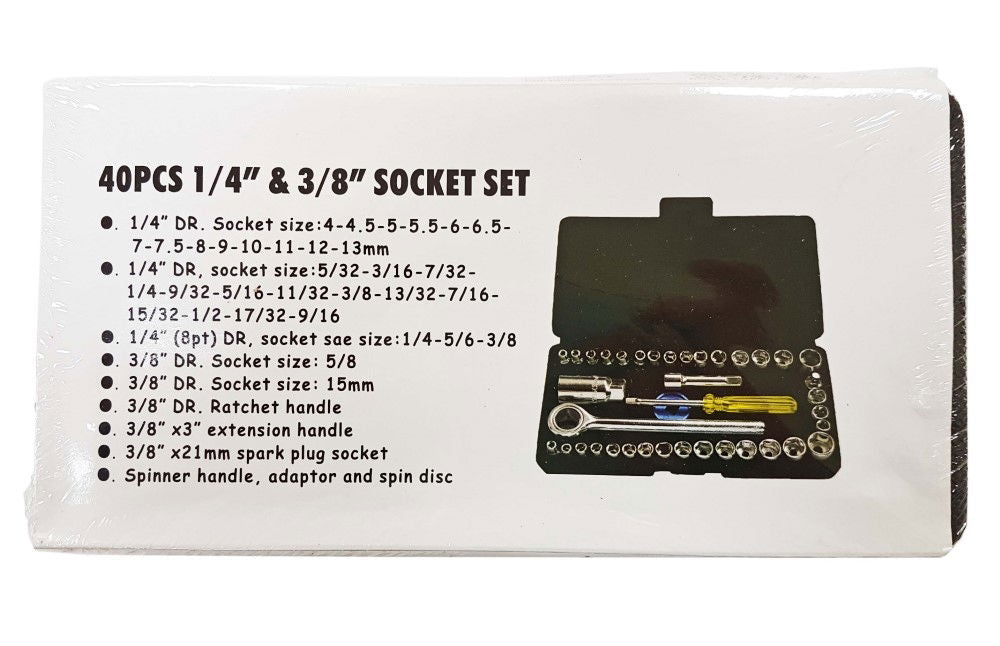 40PCS 1/4" & 3/8" SOCKET SET
●. 1/4" DR. Socket size:4-4.5-5-5.5-6-6.5-
7-7.5-8-9-10-11-12-13mm
●. 1/4" DR, socket size:5/32-3/16-7/32-
1/4-9/32-5/16-11/32-3/8-13/32-7/16-
15/32-1/2-17/32-9/16
●. 1/4" (8pt) DR, socket sae size:1/4-5/6-3/8
●. 3/8" DR. Socket size: 5/8
●. 3/8" DR. Socket size: 15mm
●. 3/8" DR. Ratchet handle
●. 3/8" x3" extension handle
●. 3/8" x21mm spark plug socket
●. Spinner handle, adaptor and spin disc